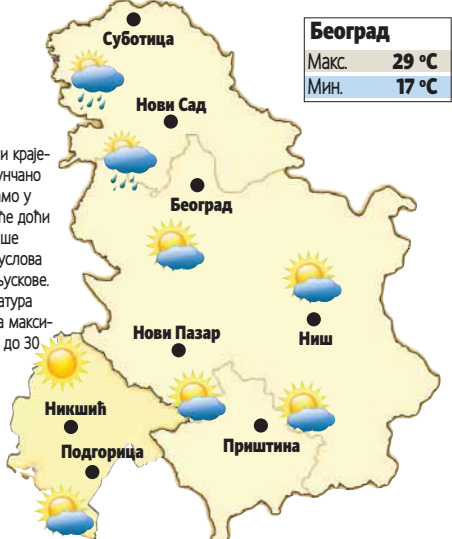 Суботица
Београд
Макс. 29 °C
Мин. 17 °C
Нови Сад
и краје-
унчано
амо у
ће доћи
ше
услова
ускове.
атура
а макси-
до 30
Београд
Нови Пазар
Ниш
Никшић
Подгорица
Приштина